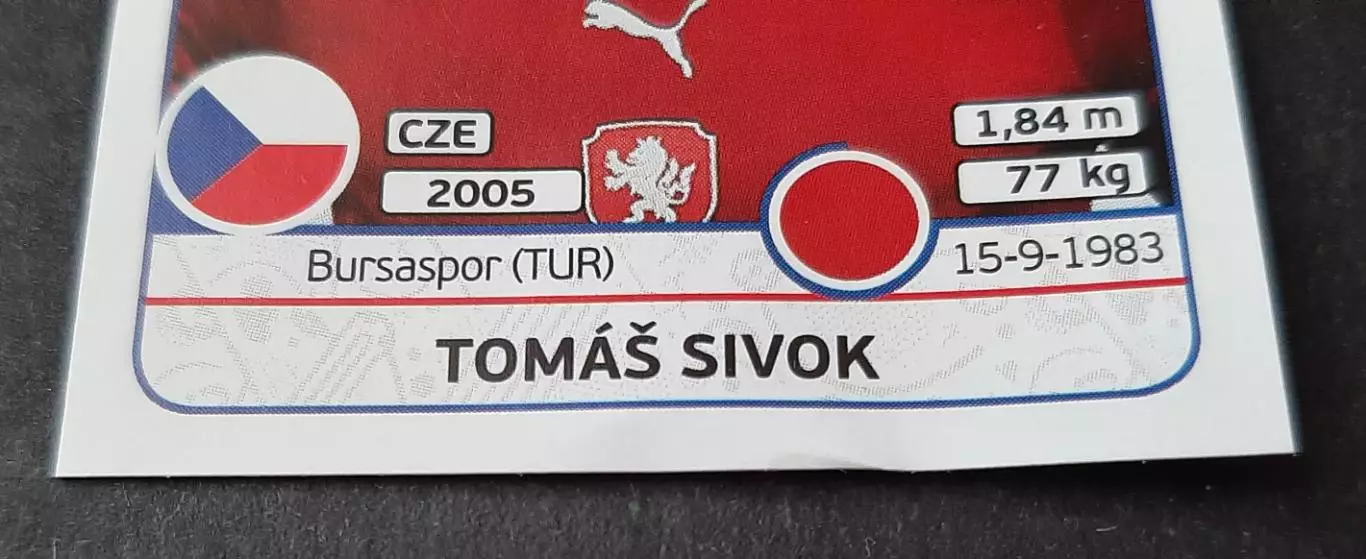 CZE
2005
1,84 m
77 kg
Bursaspor (TUR)
15-9-1983
TOMÁŠ SIVOK